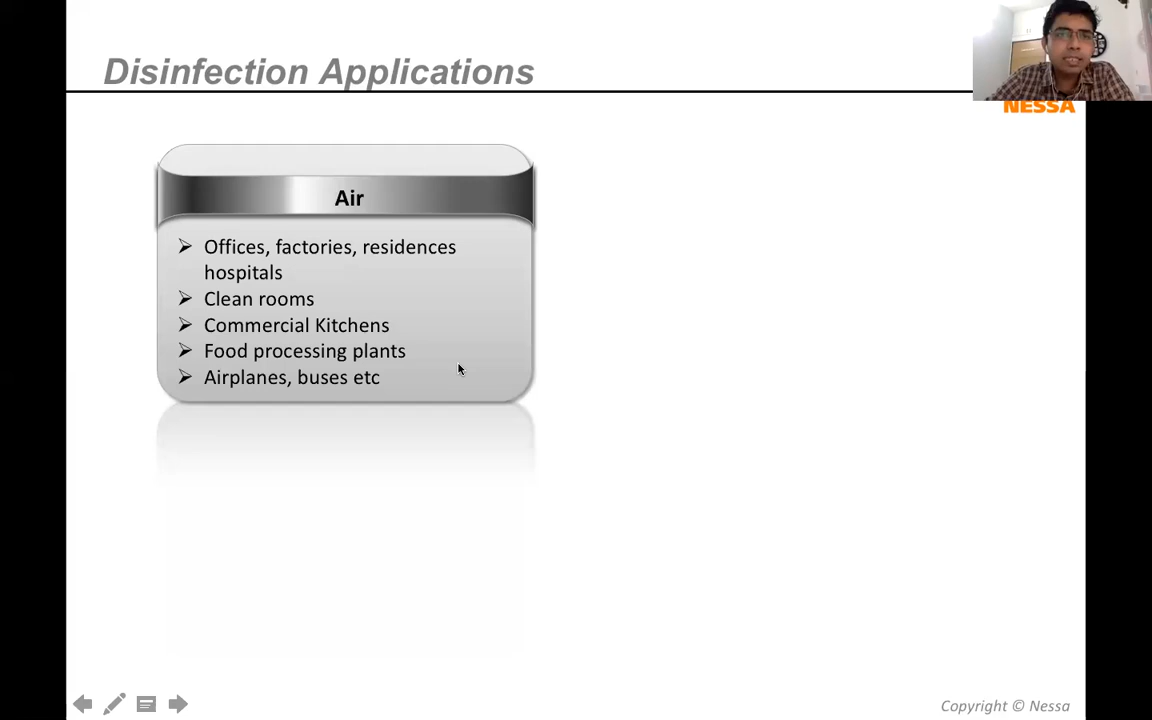 Disinfection Applications
NESSA
Air
➢ Offices, factories, residences
hospitals
➢ Clean rooms
➢ Commercial Kitchens
➢ Food processing plants
➢ Airplanes, buses etc
Copyright © Nessa